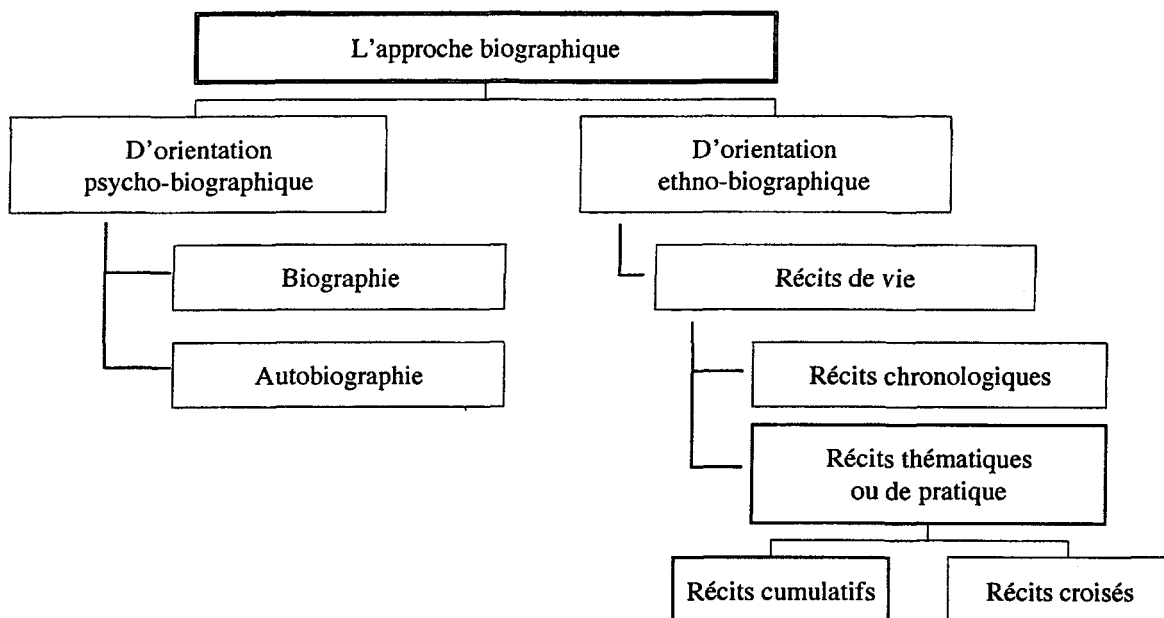 L'approche biographique
D'orientation
psycho-biographique
D'orientation
ethno-biographique
Biographie
Récits de vie
Autobiographie
Récits chronologiques
Récits thématiques
ou de pratique
Récits cumulatifs
Récits croisés